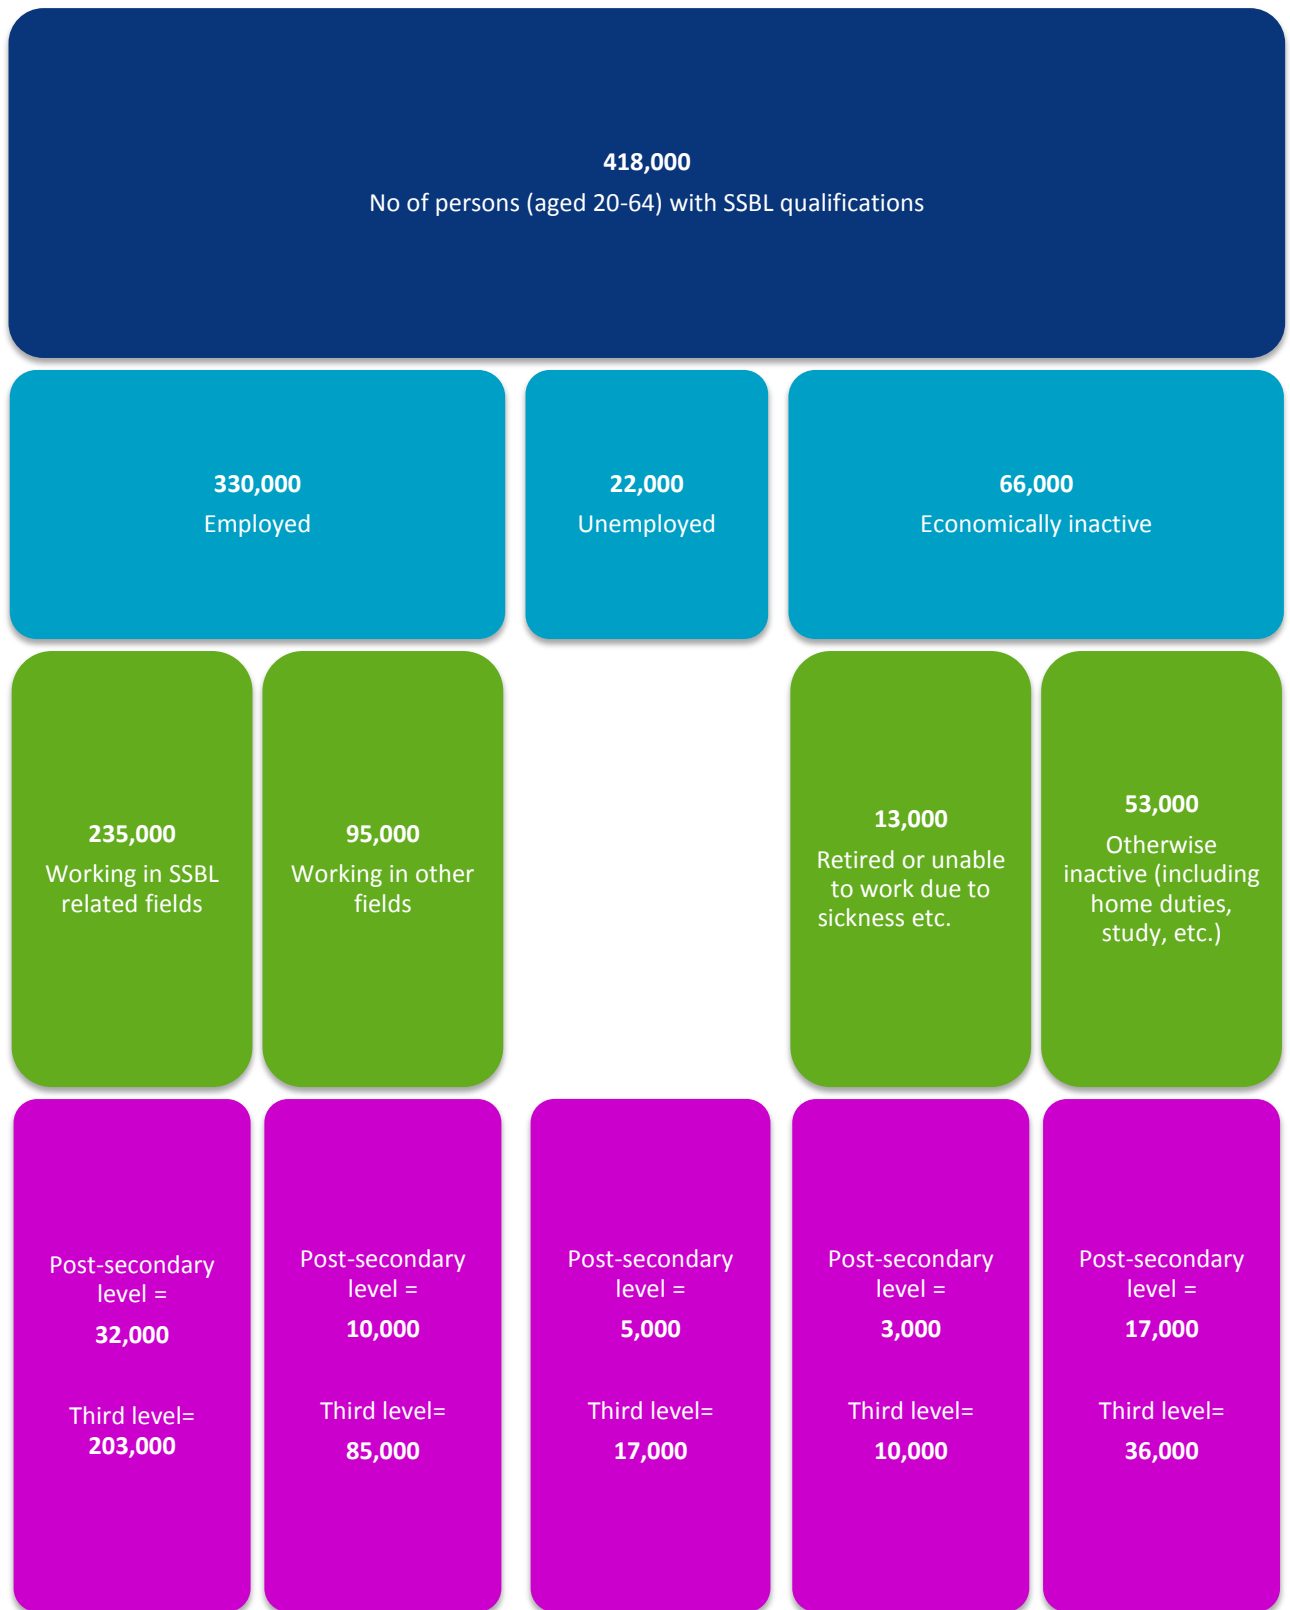 418,000
No of persons (aged 20-64) with SSBL qualifications
330,000
Employed
22,000
Unemployed
66,000
Economically inactive
235,000
Working in SSBL
related fields
95,000
Working in other
fields
13,000
Retired or unable
to work due to
sickness etc.
53,000
Otherwise
inactive (including
home duties,
study, etc.)
Post-secondary
level =
32,000
Third level=
203,000
Post-secondary
level =
10,000
Third level=
85,000
Post-secondary
level =
5,000
Third level=
17,000
Post-secondary
level =
3,000
Third level=
10,000
Post-secondary
level =
17,000
Third level=
36,000